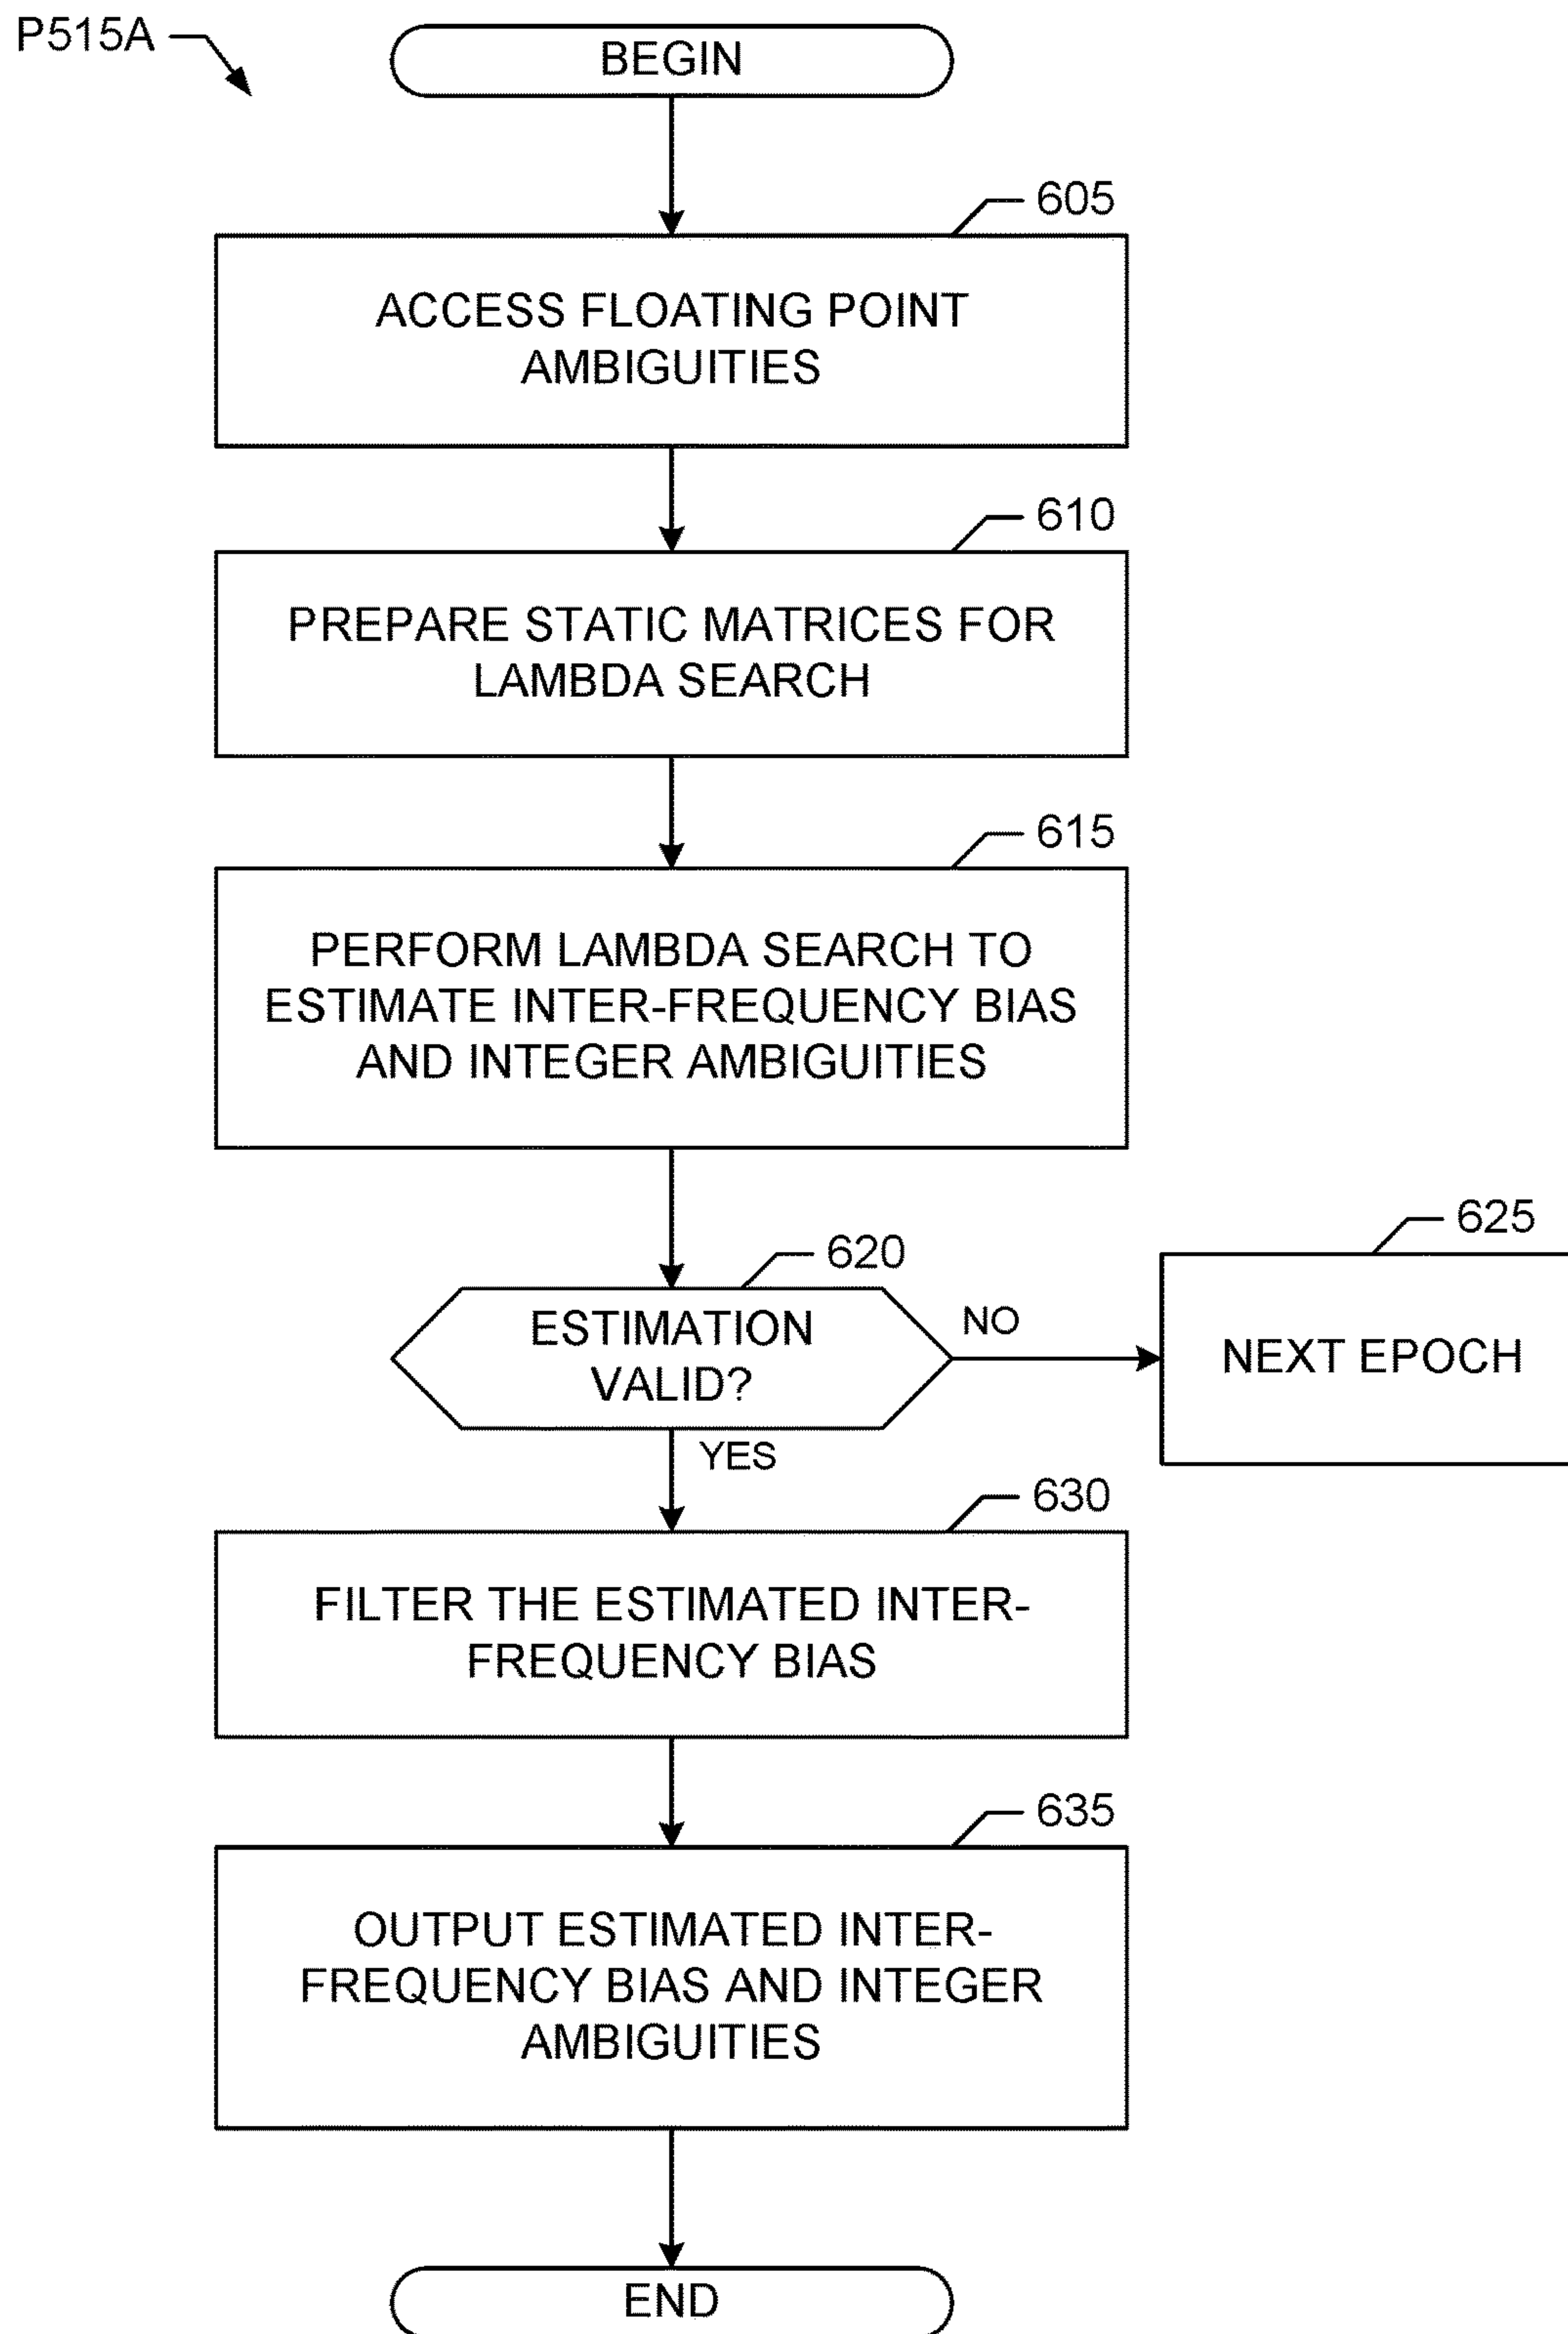 P515A
BEGIN
605
ACCESS FLOATING POINT
AMBIGUITIES
610
PREPARE STATIC MATRICES FOR
LAMBDA SEARCH
615
PERFORM LAMBDA SEARCH TO
ESTIMATE INTER-FREQUENCY BIAS
AND INTEGER AMBIGUITIES
620
ESTIMATION
VALID?
NO
625
NEXT EPOCH
YES
630
FILTER THE ESTIMATED INTER-
FREQUENCY BIAS
635
OUTPUT ESTIMATED INTER-
FREQUENCY BIAS AND INTEGER
AMBIGUITIES
END